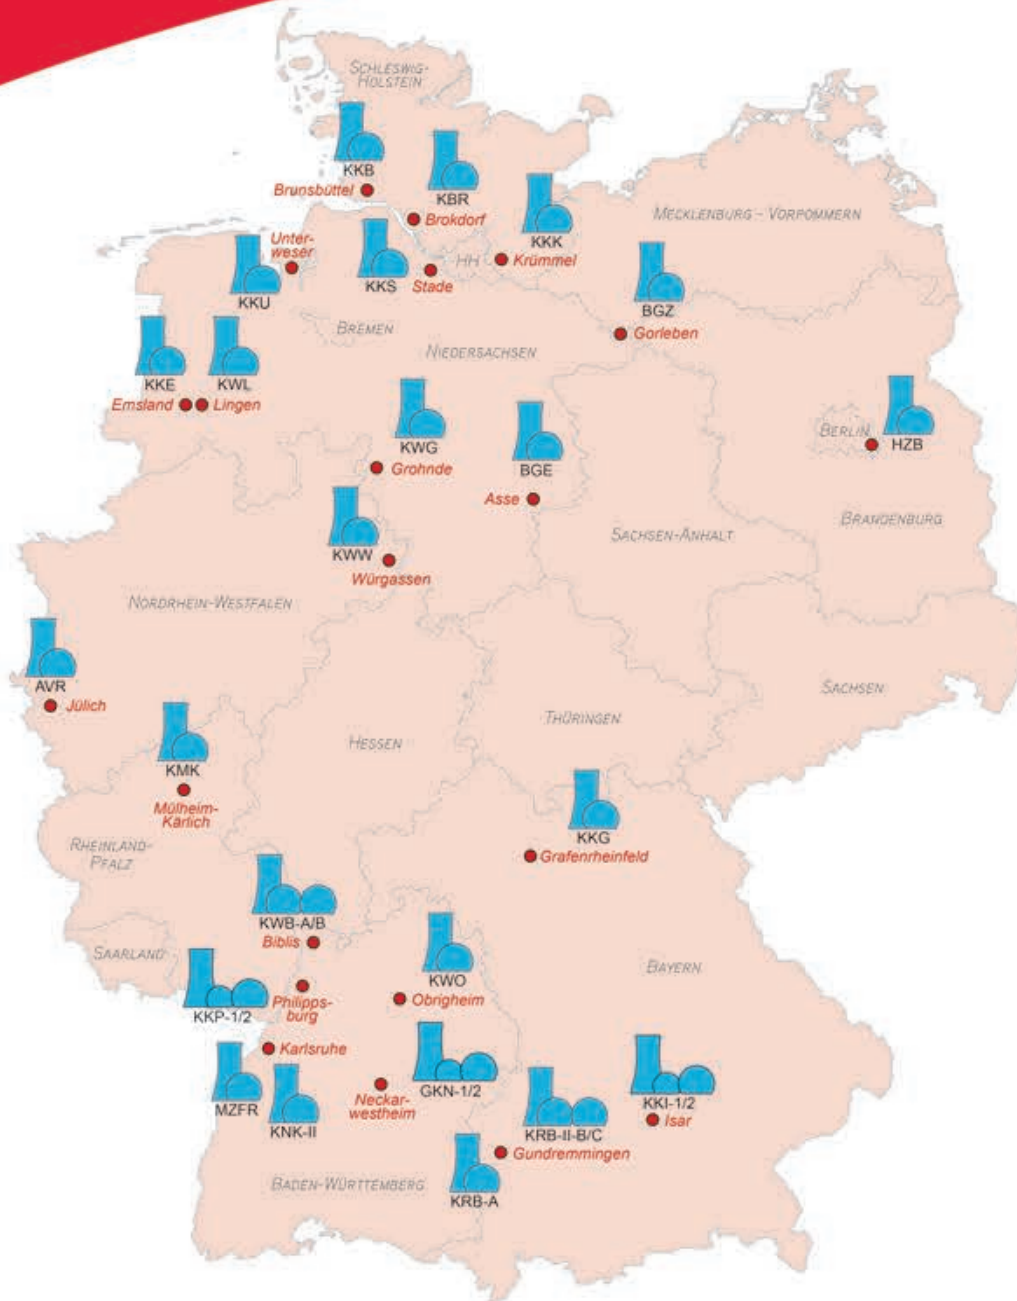 SCHLESWIG-
HOLSTEIN
KKB
Brunsbüttel
KBR
Brokdorf
KKK
Krümmel
MECKLENBURG - VORPOMMERN
Unter-
weser
KKU
KKS
Stade
HH
BGZ
Gorleben
BREMEN
NIEDERSACHSEN
KKE
KWL
Emsland
Lingen
KWG
Grohnde
BGE
Asse
BERLIN
HZB
KWW
Würgassen
SACHSEN-ANHALT
BRANDENBURG
NORDRHEIN-WESTFALEN
AVR
Jülich
SACHSEN
THÜRINGEN
HESSEN
KMK
Mülheim-
Kärlich
KKG
Grafenrheinfeld
RHEINLAND-
PFALZ
KWB-A/B
Biblis
SAARLAND
KWO
Obrigheim
BAYERN
KKP-1/2
Philipps-
burg
Karlsruhe
MZFR
KNK-II
GKN-1/2
Neckar-
westheim
KKI-1/2
Isar
KRB-II-B/C
Gundremmingen
KRB-A
BADEN-WÜRTTEMBERG